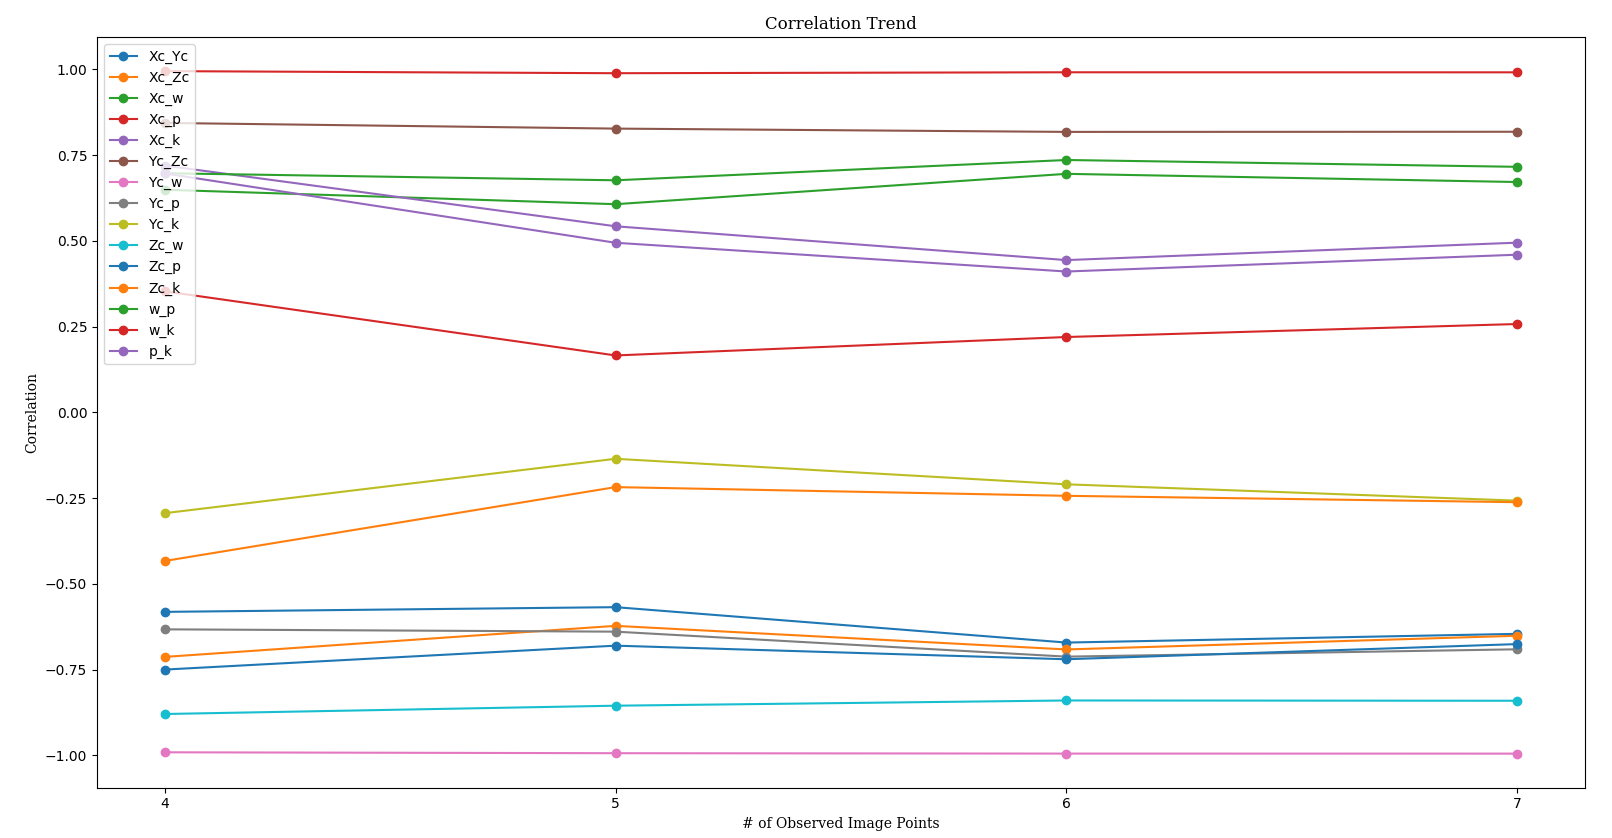 Correlation Trend
Xc_Yc
Xc_Zc
Xc_w
Xc_p
Xc_k
Yc_Zc
Yc_w
Yc_p
Yc_k
Zc_w
Zc_p
Zc_k
w_p
w_k
p_k
1.00
0.75
0.50
0.25
0.00
−0.25
−0.50
−0.75
−1.00
Correlation
4 5 6 7
# of Observed Image Points